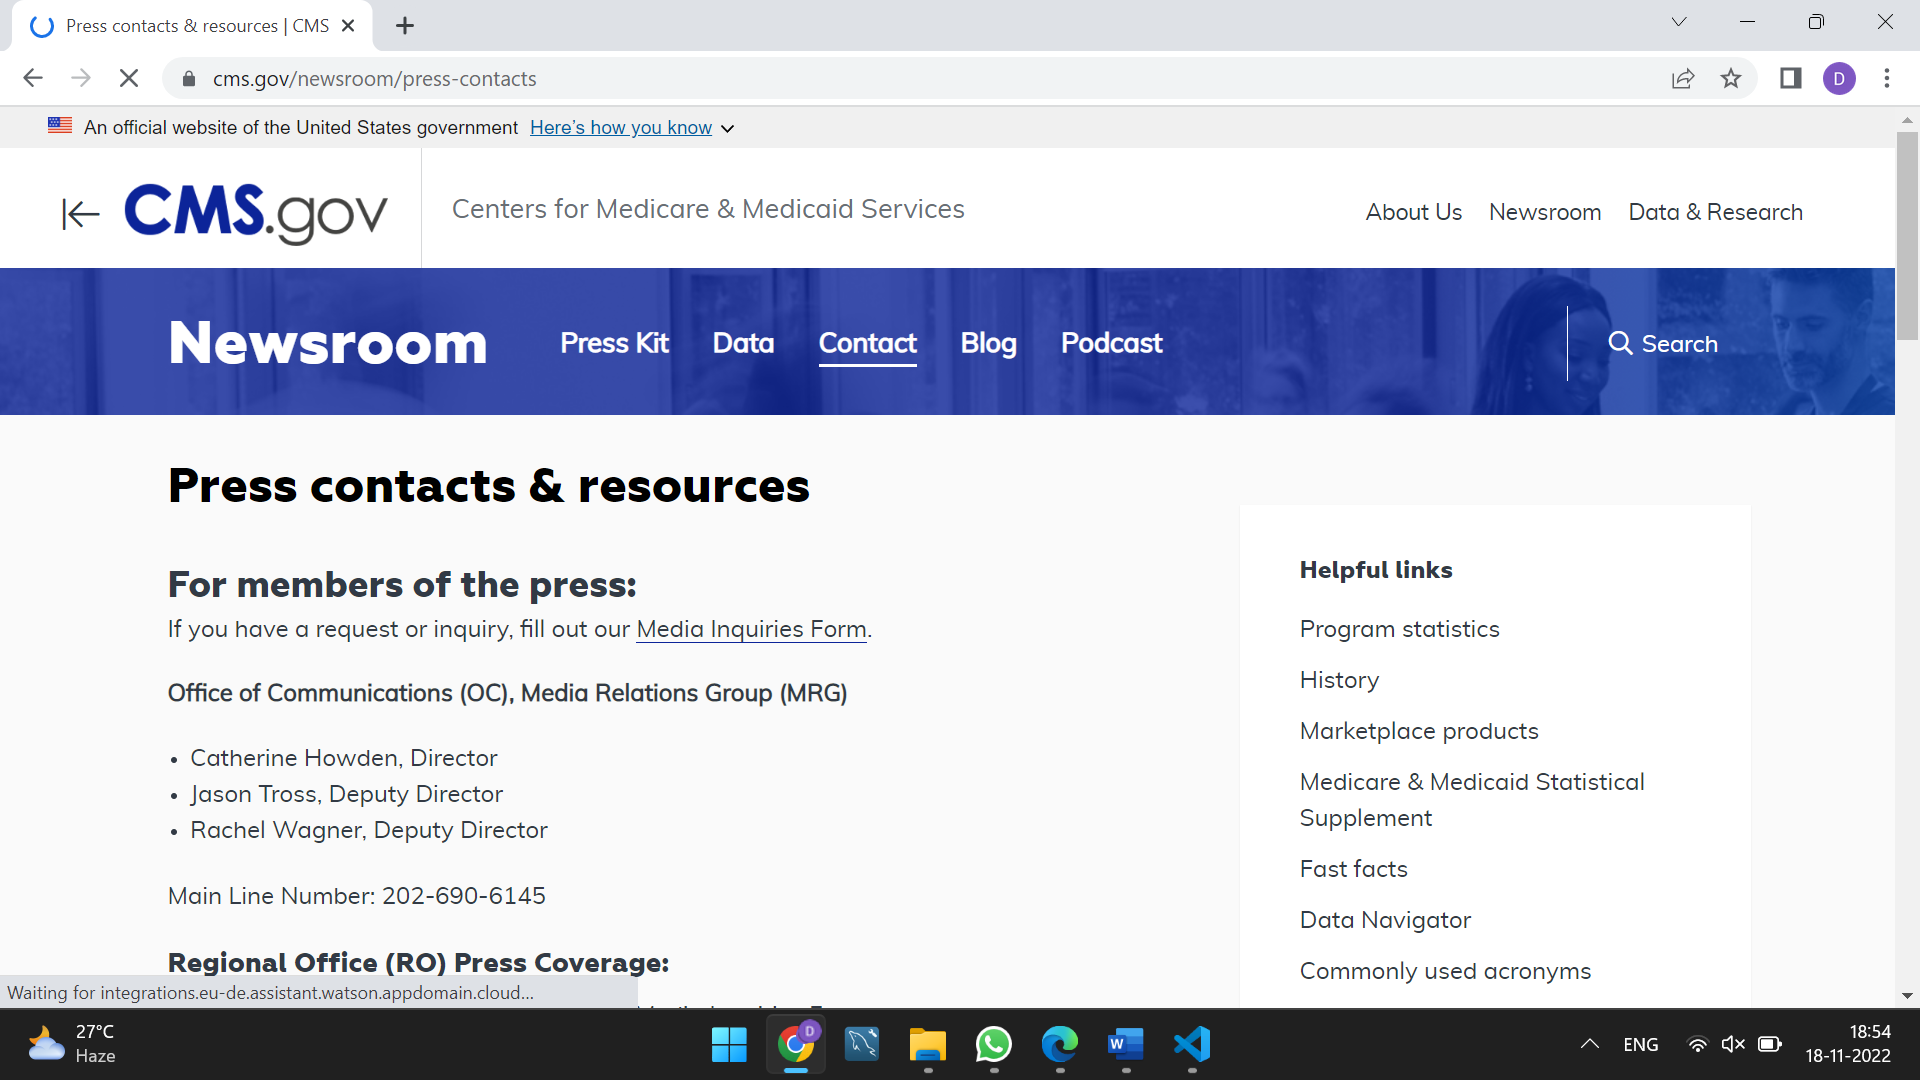 Press contacts & resources | CMS
cms.gov/newsroom/press-contacts
D
An official website of the United States government Here's how you know
CMS.gov
Centers for Medicare & Medicaid Services
About Us Newsroom Data & Research
Newsroom
Press Kit Data Contact Blog Podcast
Search
Press contacts & resources
For members of the press:
If you have a request or inquiry, fill out our Media Inquiries Form.
Office of Communications (OC), Media Relations Group (MRG)
• Catherine Howden, Director
• Jason Tross, Deputy Director
• Rachel Wagner, Deputy Director
Main Line Number: 202-690-6145
Regional Office (RO) Press Coverage:
Helpful links
Program statistics
History
Marketplace products
Medicare & Medicaid Statistical
Supplement
Fast facts
Data Navigator
Commonly used acronyms
Waiting for integrations.eu-de.assistant.watson.appdomain.cloud...
27°C
Haze
D
W
ENG
18:54
18-11-2022